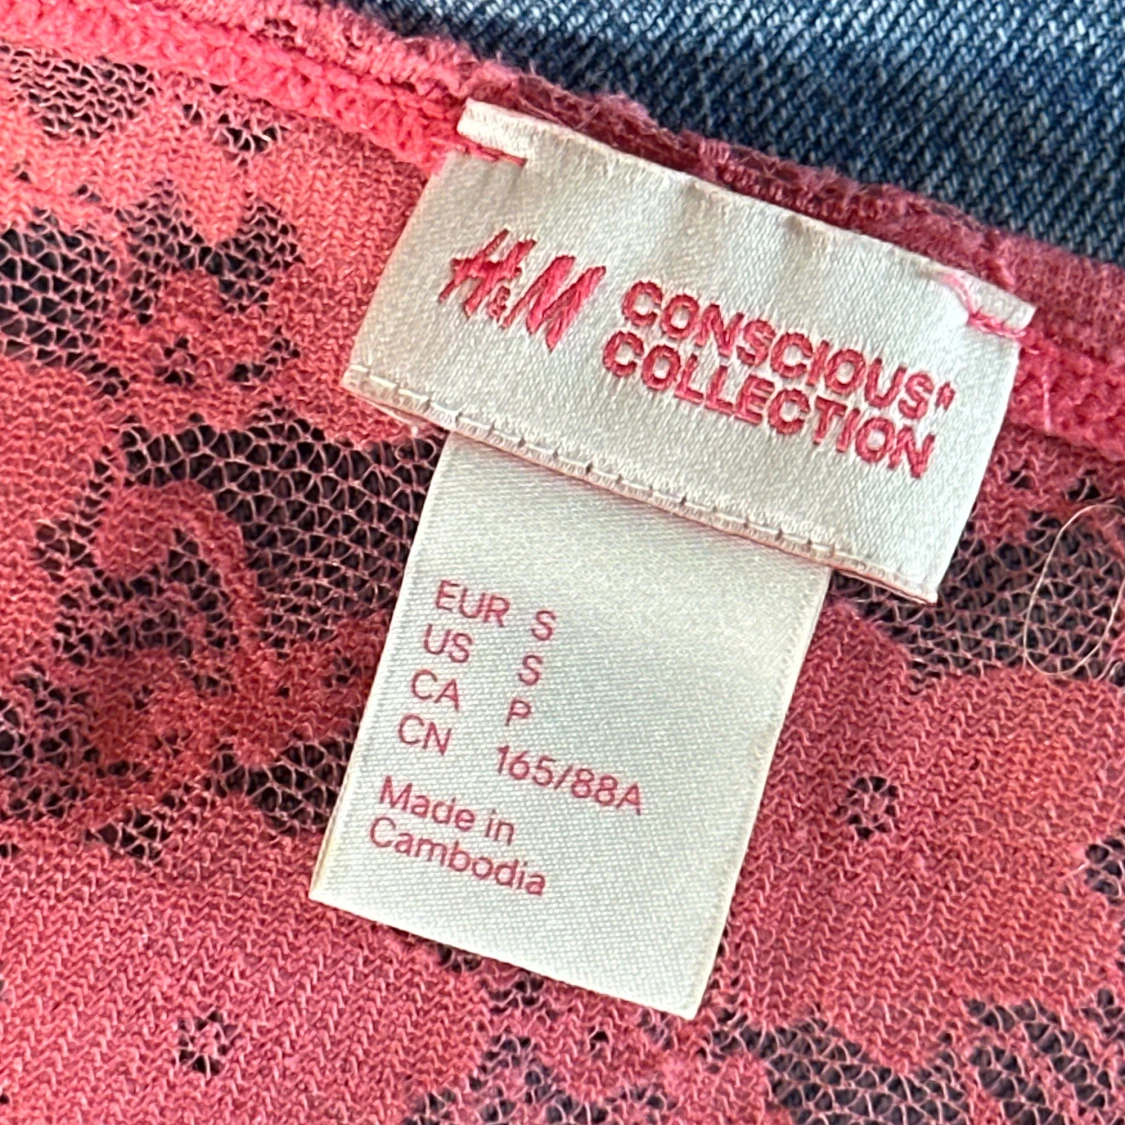 H&M CONSCIOUS"
COLLECTION
EUR S
US S
CA P
CN 165/88A
Made in
Cambodia